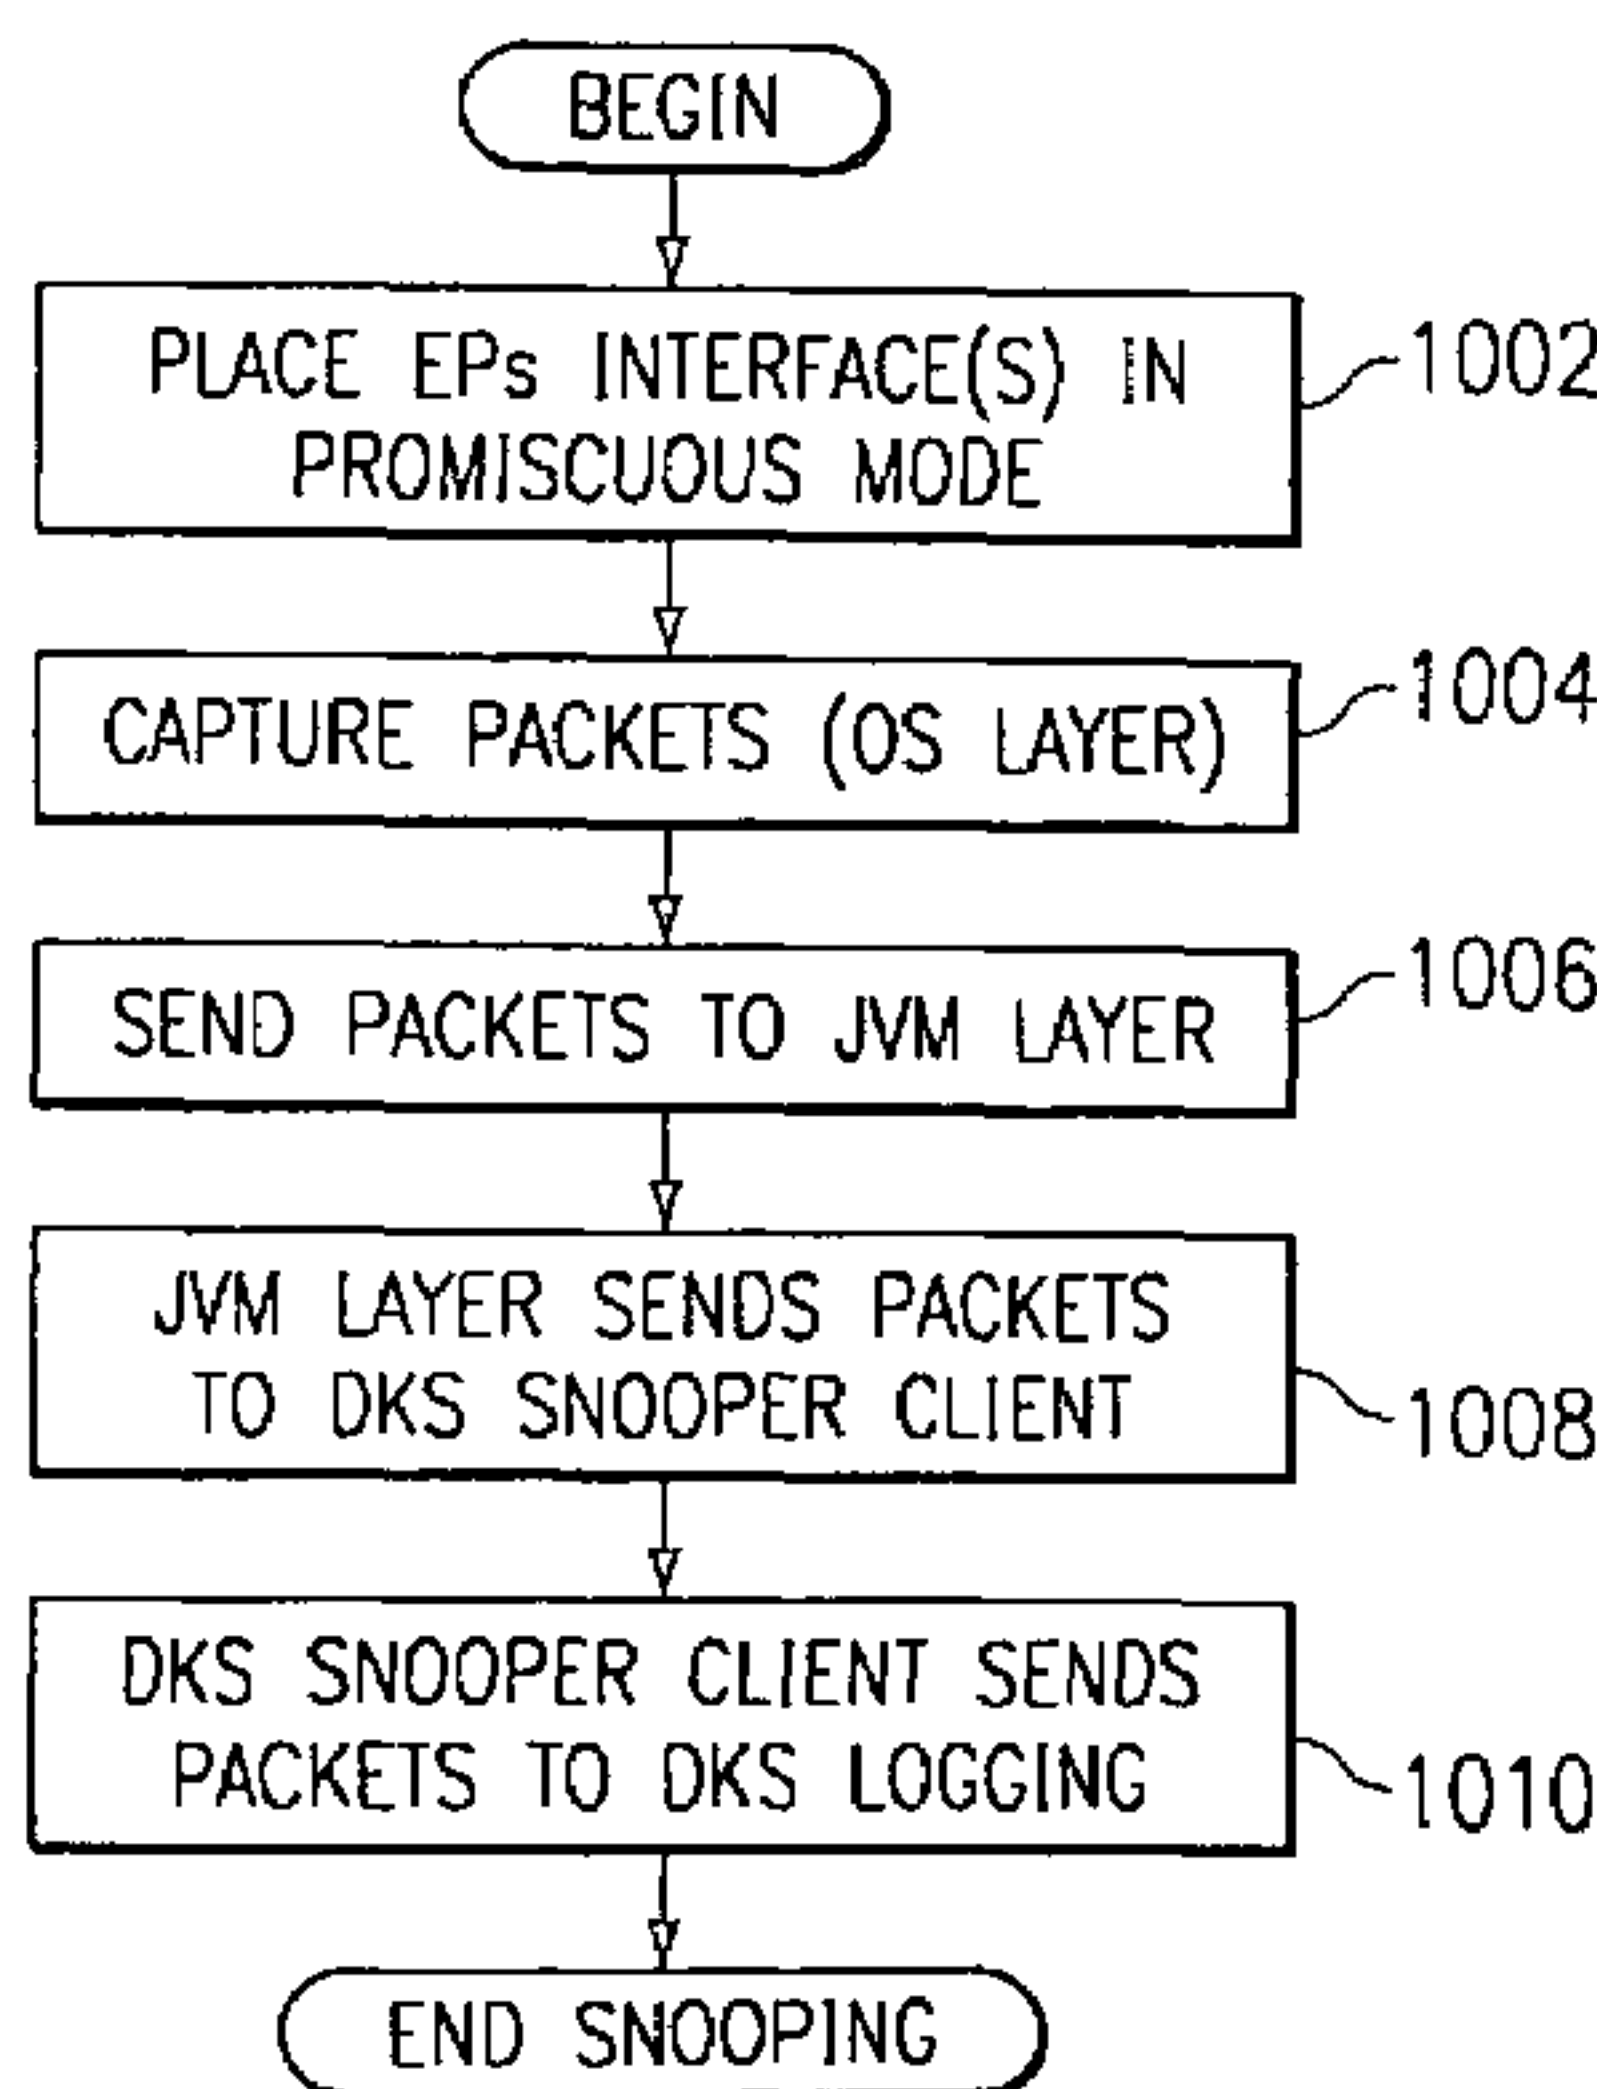 BEGIN
PLACE EPs INTERFACE(S) IN
PROMISCUOUS MODE
1002
CAPTURE PACKETS (OS LAYER)
1004
SEND PACKETS TO JVM LAYER
1006
JVM LAYER SENDS PACKETS
TO DKS SNOOPER CLIENT
1008
DKS SNOOPER CLIENT SENDS
PACKETS TO DKS LOGGING
1010
END SNOOPING